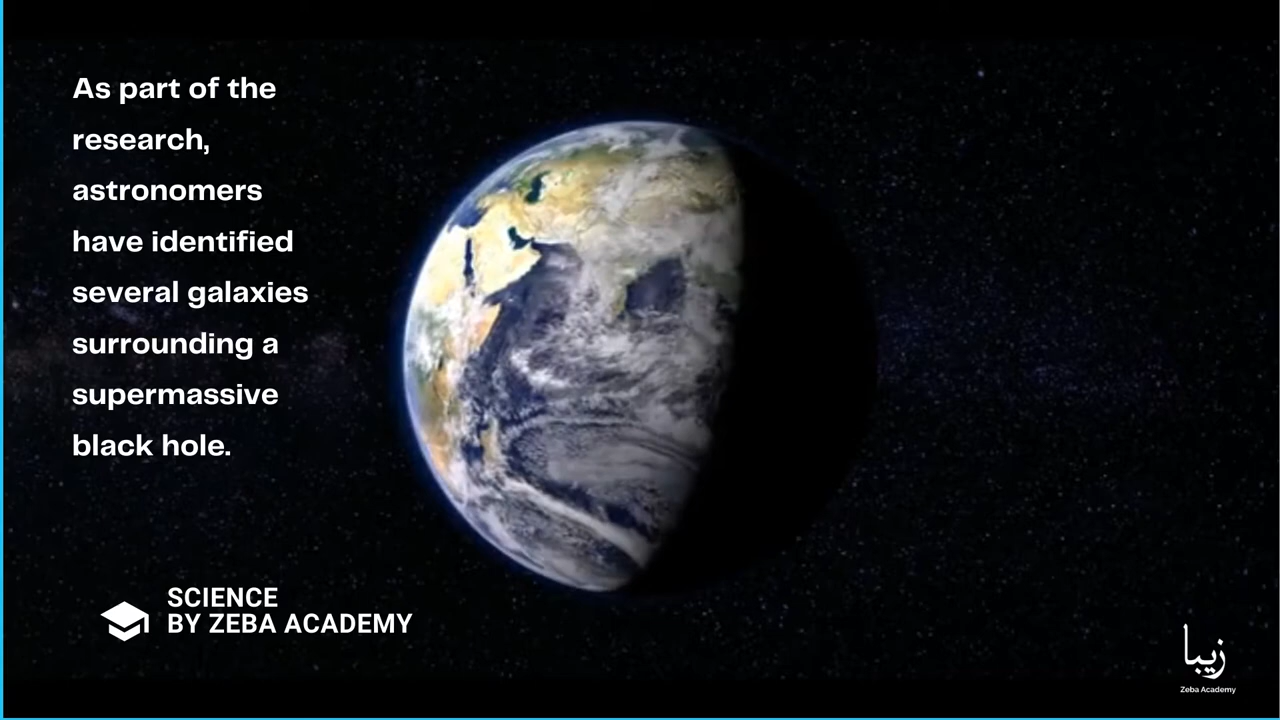 As part of the
research,
astronomers
have identified
several galaxies
surrounding a
supermassive
black hole.
SCIENCE
BY ZEBA ACADEMY
زیبا
Zeba Academy